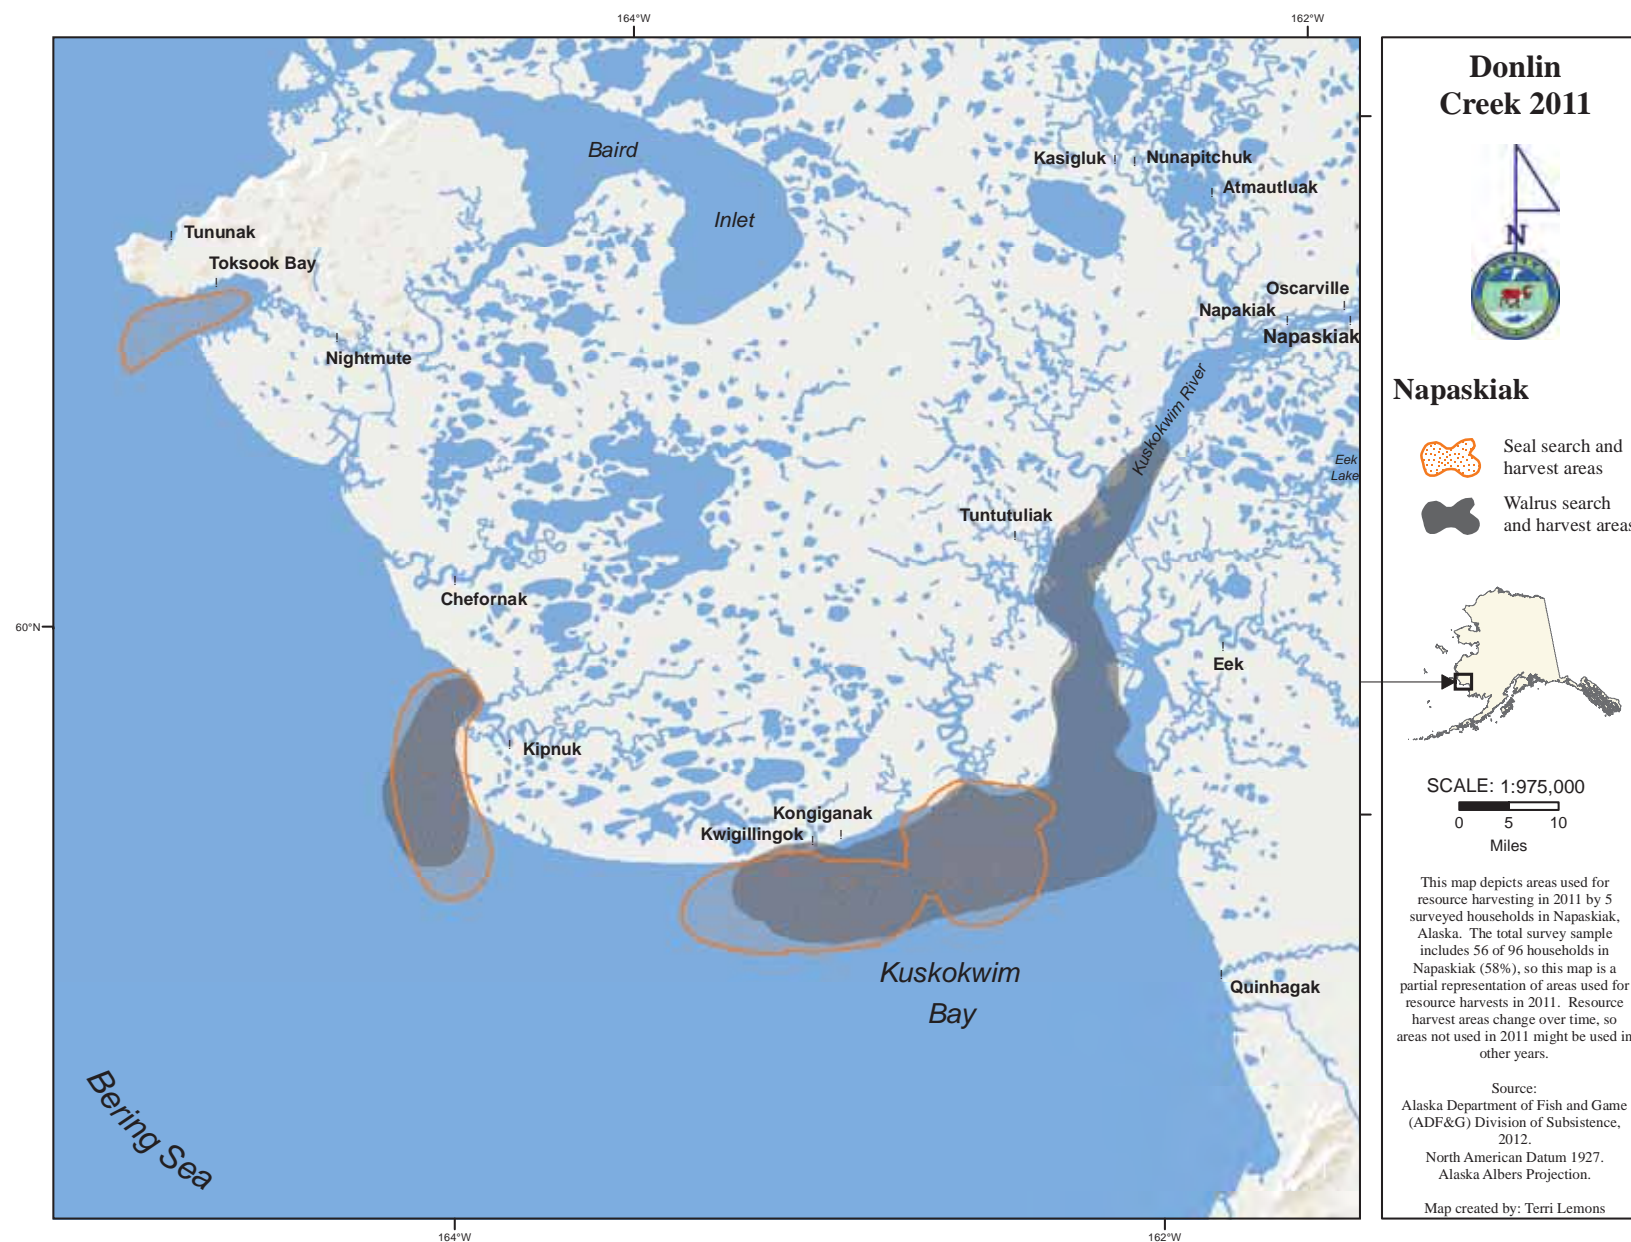 164°W
162°W
Baird
Inlet
Kasigluk
Nunapitchuk
Atmautluak
Tununak
Toksook Bay
Nightmute
Oscarville
Napakiak
Napaskiak
Kuskokwim River
Eek
Lake
Tuntutuliak
Chefornak
60°N
Eek
Kipnuk
Kongiganak
Kwigillingok
Kuskokwim
Bay
Quinhagak
Bering Sea
164°W
162°W
Donlin
Creek 2011
N
Napaskiak
Seal search and
harvest areas
Walrus search
and harvest areas
SCALE: 1:975,000
0 5 10
Miles
This map depicts areas used for
resource harvesting in 2011 by 5
surveyed households in Napaskiak,
Alaska. The total survey sample
includes 56 of 96 households in
Napaskiak (58%), so this map is a
partial representation of areas used for
resource harvests in 2011. Resource
harvest areas change over time, so
areas not used in 2011 might be used in
other years.
Source:
Alaska Department of Fish and Game
(ADF&G) Division of Subsistence,
2012.
North American Datum 1927.
Alaska Albers Projection.
Map created by: Terri Lemons